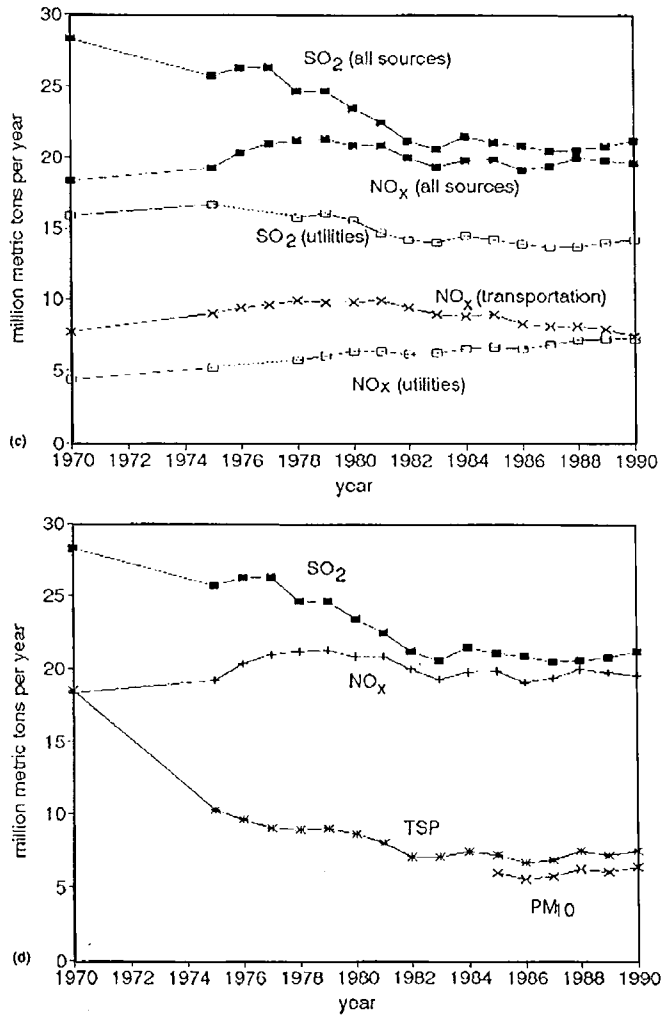 million metric tons per year
30
25
20
15
10
5
0
SO2 (all sources)
NOx (all sources)
SO2 (utilities)
NOx (transportation)
NOx (utilities)
(c)
1970 1972 1974 1976 1978 1980 1982 1984 1986 1988 1990
year
million metric tons per year
30
25
20
15
10
5
0
SO2
NOx
TSP
PM10
(d)
1970 1972 1974 1976 1978 1980 1982 1984 1986 1988 1990
year